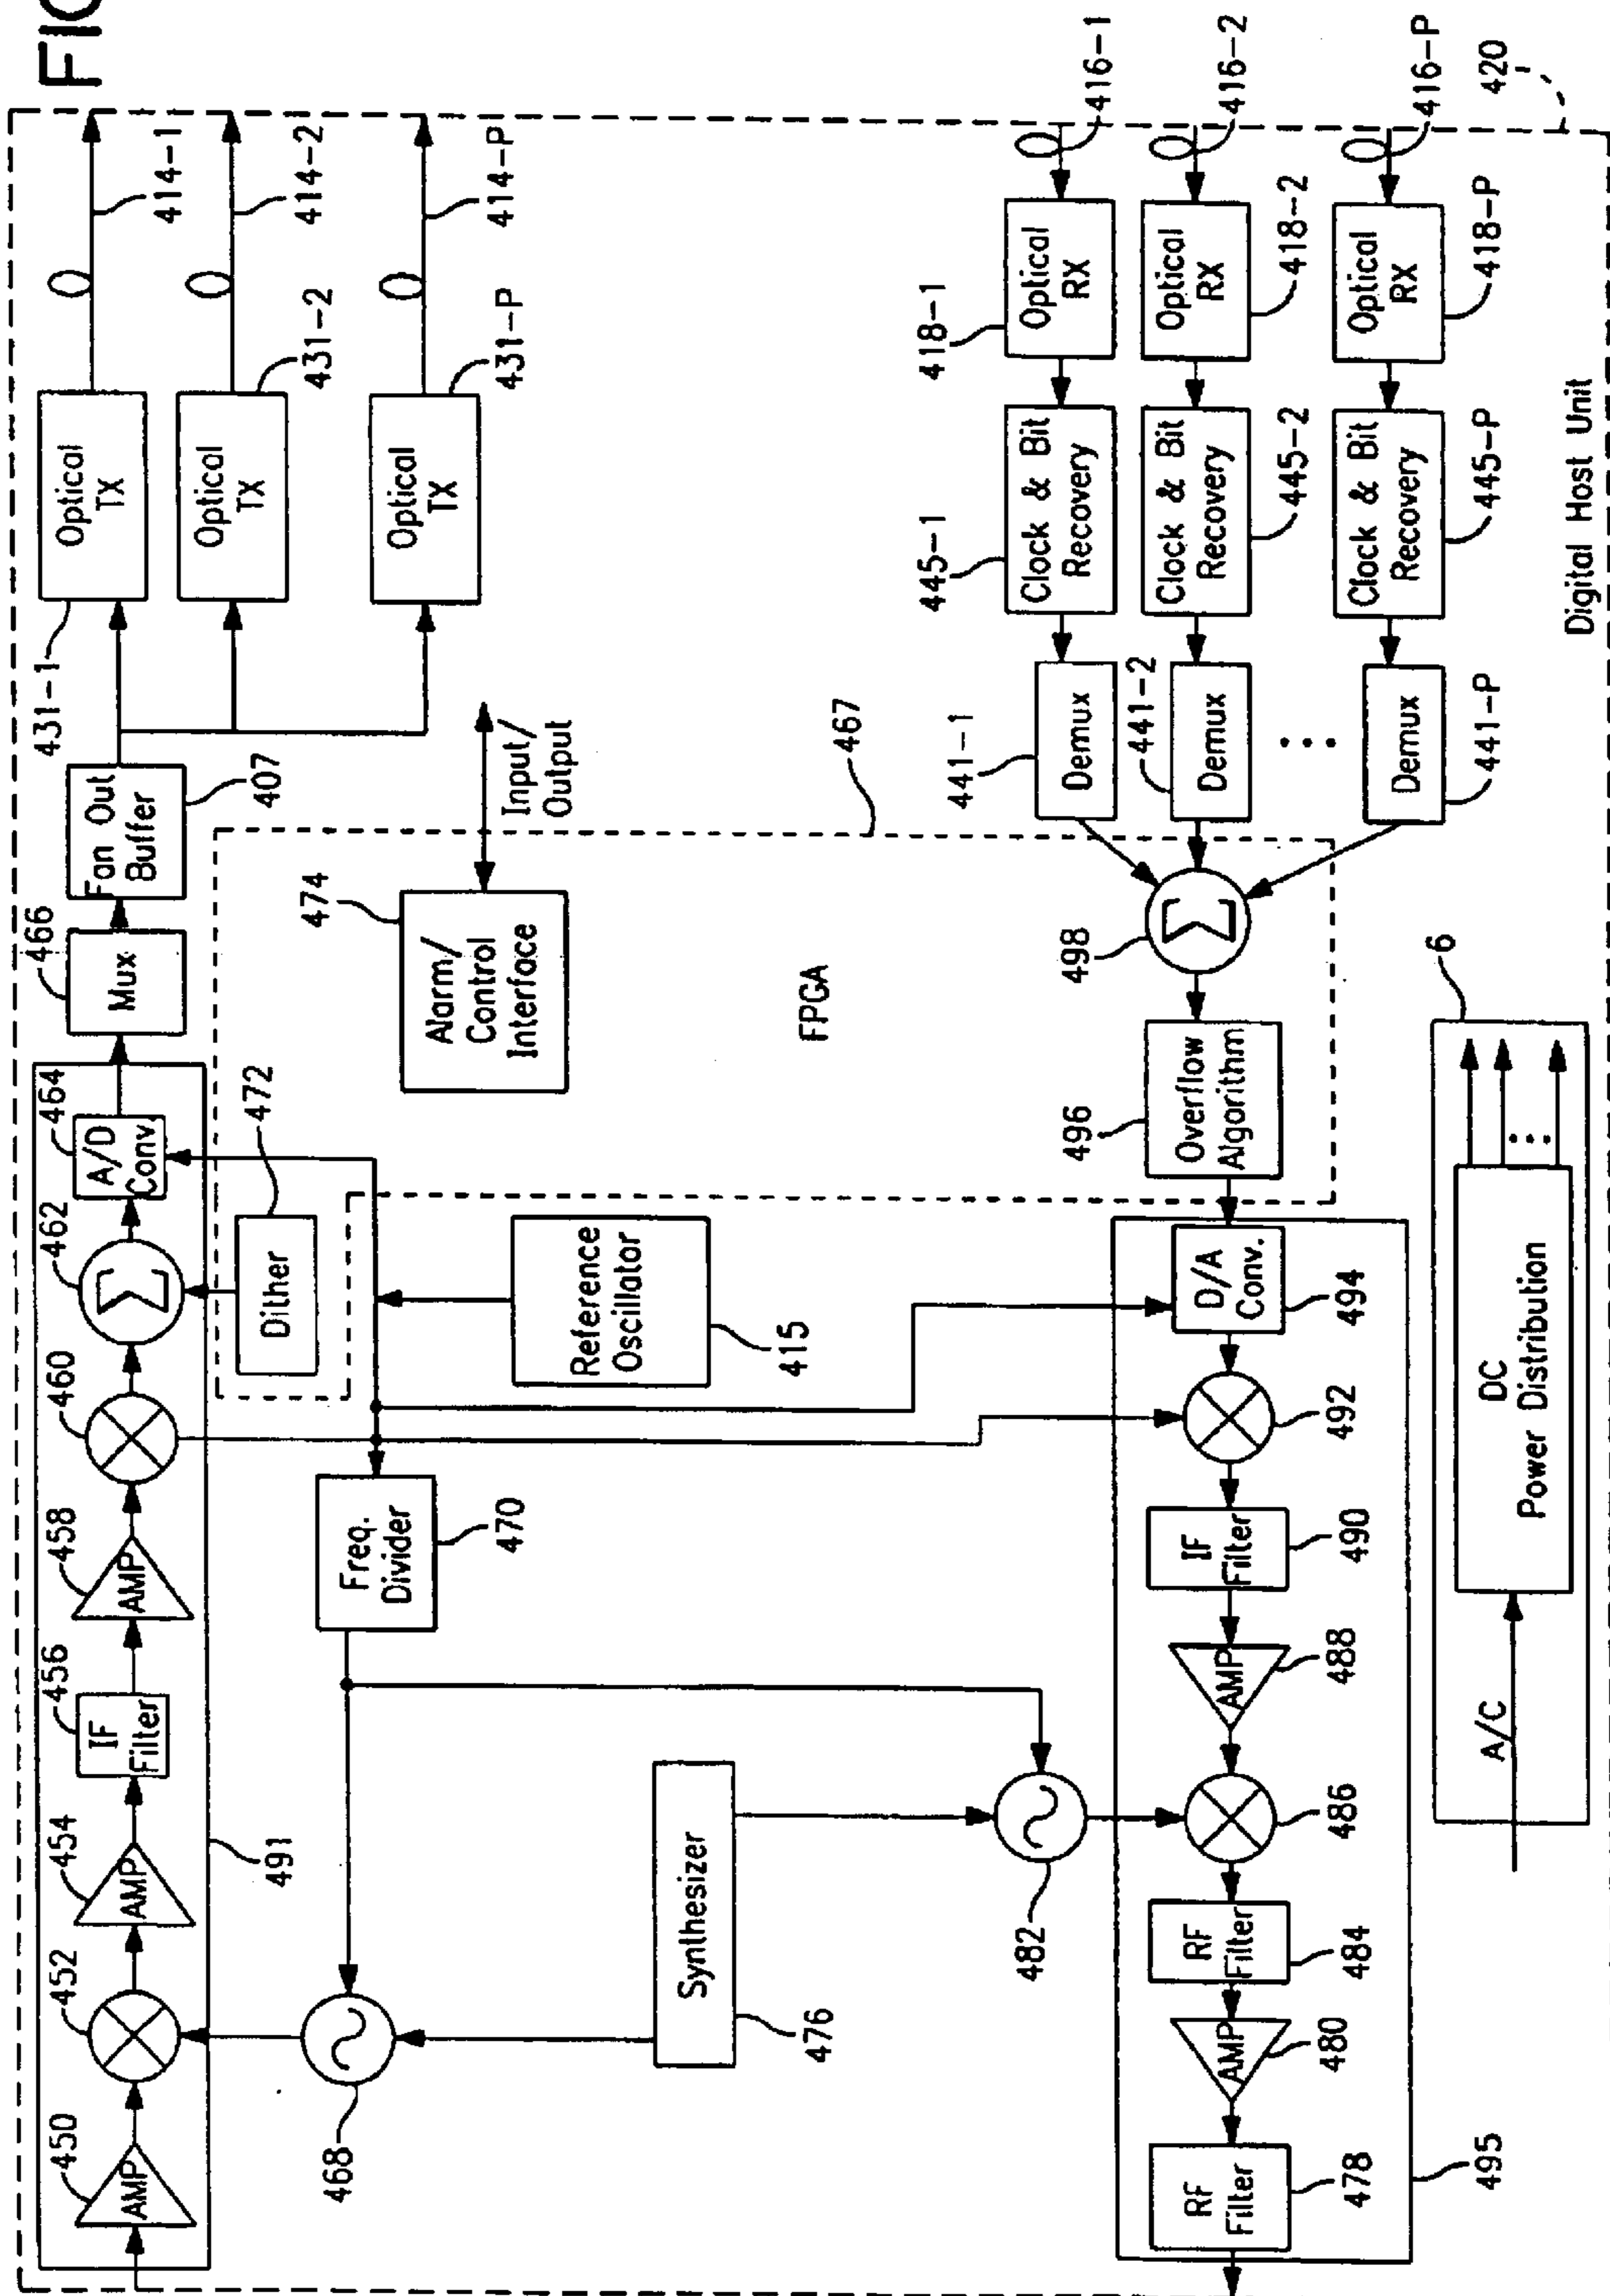 FIG
450
AMP
452
454
AMP
456
IF
Filter
458
AMP
460
462
464
A/D
Conv.
466
Mux
Fan Out
Buffer
407
431-1
Optical
TX
414-1
Optical
TX
431-2
414-2
Optical
TX
431-P
414-P
491
472
Dither
474
Alarm/
Control
Interface
Input/
Output
468
Freq.
Divider
470
Reference
Oscillator
415
Synthesizer
476
FPGA
467
482
441-1
Demux
445-1
Clock & Bit
Recovery
418-1
Optical
RX
416-1
441-2
Demux
Clock & Bit
Recovery
445-2
Optical
RX
418-2
416-2
Demux
441-P
Clock & Bit
Recovery
445-P
Optical
RX
418-P
416-P
420
RF
Filter
478
AMP
480
RF
Filter
484
486
AMP
488
IF
Filter
490
492
D/A
Conv.
494
496
Overflow
Algorithm
498
495
A/C
DC
Power Distribution
6
Digital Host Unit